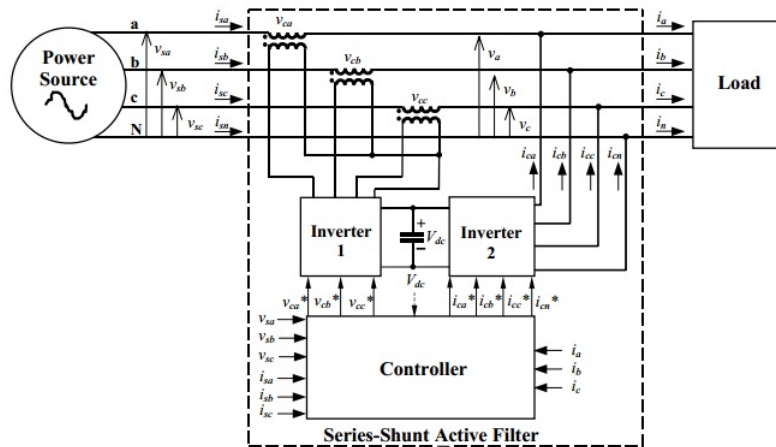 a i_sa v_ca i_a
Power Source
v_sa
b i_sb v_cb v_a i_b
v_sb
c i_sc v_cc v_b i_c
Load
N i_sn v_sc v_c i_n
i_ca i_cb i_cc i_cn
Inverter 1
+
−
V_dc
Inverter 2
v_ca* v_cb* v_cc* V_dc i_ca* i_cb* i_cc* i_cn*
v_sa
v_sb
v_sc
i_sa
i_sb
i_sc
Controller
i_a
i_b
i_c
Series-Shunt Active Filter